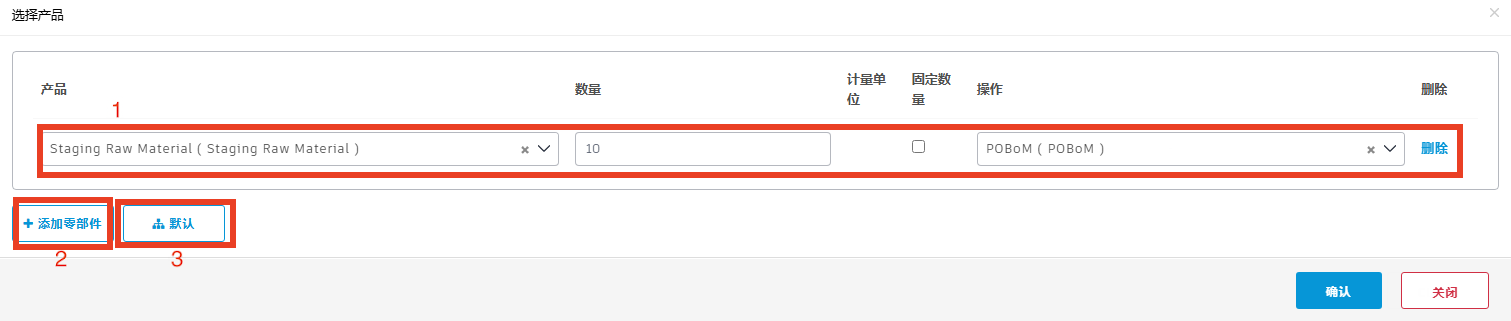 选择产品
产品
数量
计量单
位
固定数
量
操作
删除
1
Staging Raw Material ( Staging Raw Material )
10
POBoM ( POBoM )
删除
添加零部件
默认
2
3
确认
关闭